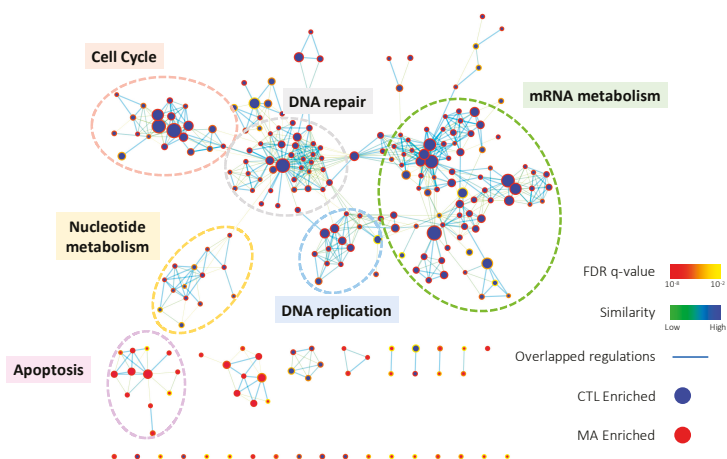 Cell Cycle
DNA repair
mRNA metabolism
Nucleotide
metabolism
DNA replication
Apoptosis
FDR q-value
10⁻⁸ 10⁻²
Similarity
Low High
Overlapped regulations
CTL Enriched
MA Enriched